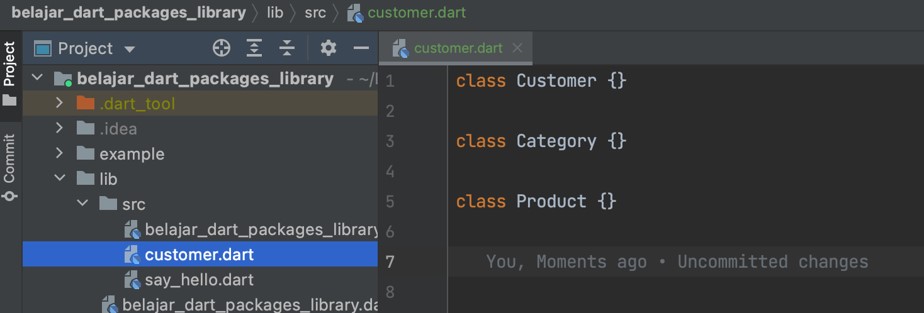 belajar_dart_packages_library lib src customer.dart
Project
Commit
Project
belajar_dart_packages_library - ~/
.dart_tool
.idea
example
lib
src
belajar_dart_packages_library
customer.dart
say_hello.dart
belajar_dart_packages_library.da
customer.dart
1 class Customer {}
2
3 class Category {}
4
5 class Product {}
6
7 You, Moments ago • Uncommitted changes
8